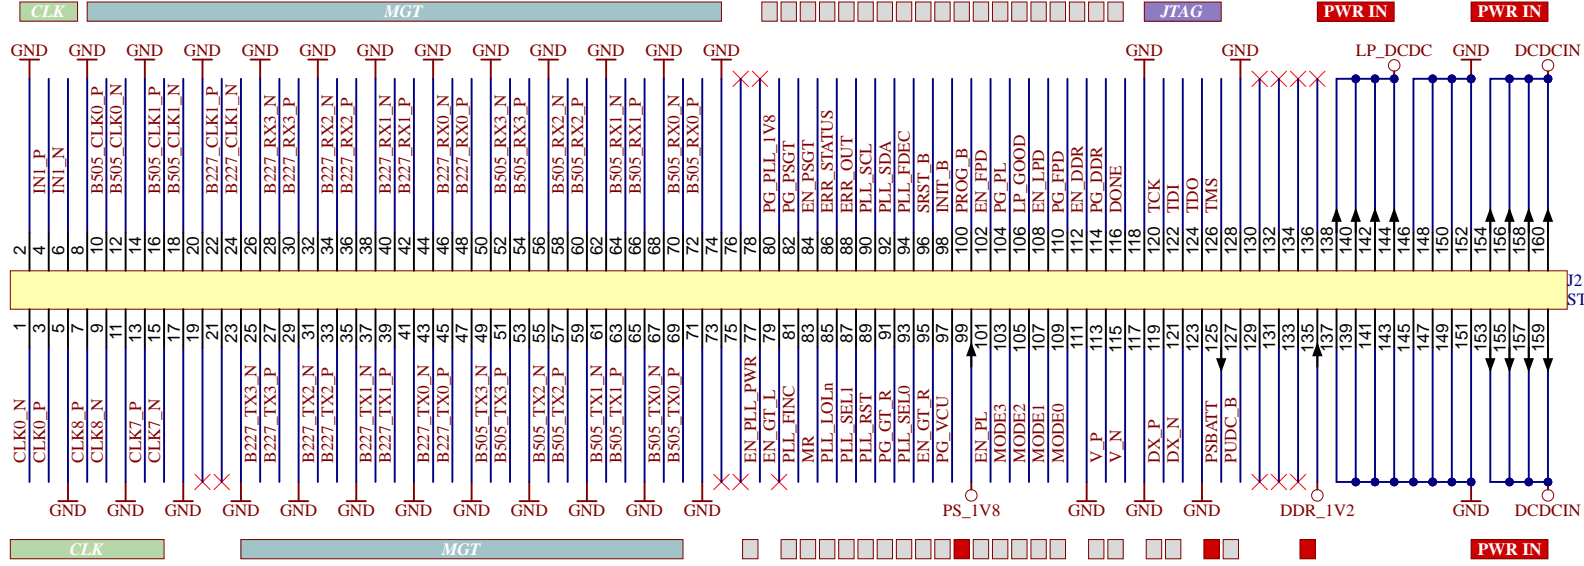 CLK
MGT
JTAG
PWR IN
PWR IN
GND GND GND GND GND GND GND GND GND GND GND GND GND GND GND LP_DCDC GND DCDCIN
IN1_P
IN1_N
B505_CLK0_P
B505_CLK0_N
B505_CLK1_P
B505_CLK1_N
B227_CLK1_P
B227_CLK1_N
B227_RX3_N
B227_RX3_P
B227_RX2_N
B227_RX2_P
B227_RX1_N
B227_RX1_P
B227_RX0_N
B227_RX0_P
B505_RX3_N
B505_RX3_P
B505_RX2_N
B505_RX2_P
B505_RX1_N
B505_RX1_P
B505_RX0_N
B505_RX0_P
PG_PLL_1V8
PG_PSGT
EN_PSGT
ERR_STATUS
ERR_OUT
PLL_SCL
PLL_SDA
PLL_FDEC
SRST_B
INIT_B
PROG_B
EN_FPD
PG_PL
LP_GOOD
EN_LPD
PG_FPD
EN_DDR
PG_DDR
DONE
TCK
TDI
TDO
TMS
2 4 6 8 10 12 14 16 18 20 22 24 26 28 30 32 34 36 38 40 42 44 46 48 50 52 54 56 58 60 62 64 66 68 70 72 74 76 78 80 82 84 86 88 90 92 94 96 98 100 102 104 106 108 110 112 114 116 118 120 122 124 126 128 130 132 134 136 138 140 142 144 146 148 150 152 154 156 158 160
J2
ST
1 3 5 7 9 11 13 15 17 19 21 23 25 27 29 31 33 35 37 39 41 43 45 47 49 51 53 55 57 59 61 63 65 67 69 71 73 75 77 79 81 83 85 87 89 91 93 95 97 99 101 103 105 107 109 111 113 115 117 119 121 123 125 127 129 131 133 135 137 139 141 143 145 147 149 151 153 155 157 159
CLK0_N
CLK0_P
CLK8_P
CLK8_N
CLK7_P
CLK7_N
B227_TX3_N
B227_TX3_P
B227_TX2_N
B227_TX2_P
B227_TX1_N
B227_TX1_P
B227_TX0_N
B227_TX0_P
B505_TX3_N
B505_TX3_P
B505_TX2_N
B505_TX2_P
B505_TX1_N
B505_TX1_P
B505_TX0_N
B505_TX0_P
EN_PLL_PWR
EN_GT_L
PLL_FINC
MR
PLL_LOLn
PLL_SEL1
PLL_RST
PG_GT_R
PLL_SEL0
EN_GT_R
PG_VCU
EN_PL
MODE3
MODE2
MODE1
MODE0
V_P
V_N
DX_P
DX_N
PSBATT
PUDC_B
GND GND GND GND GND GND GND GND GND GND GND GND PS_1V8 GND GND GND DDR_1V2 GND DCDCIN
CLK
MGT
PWR IN